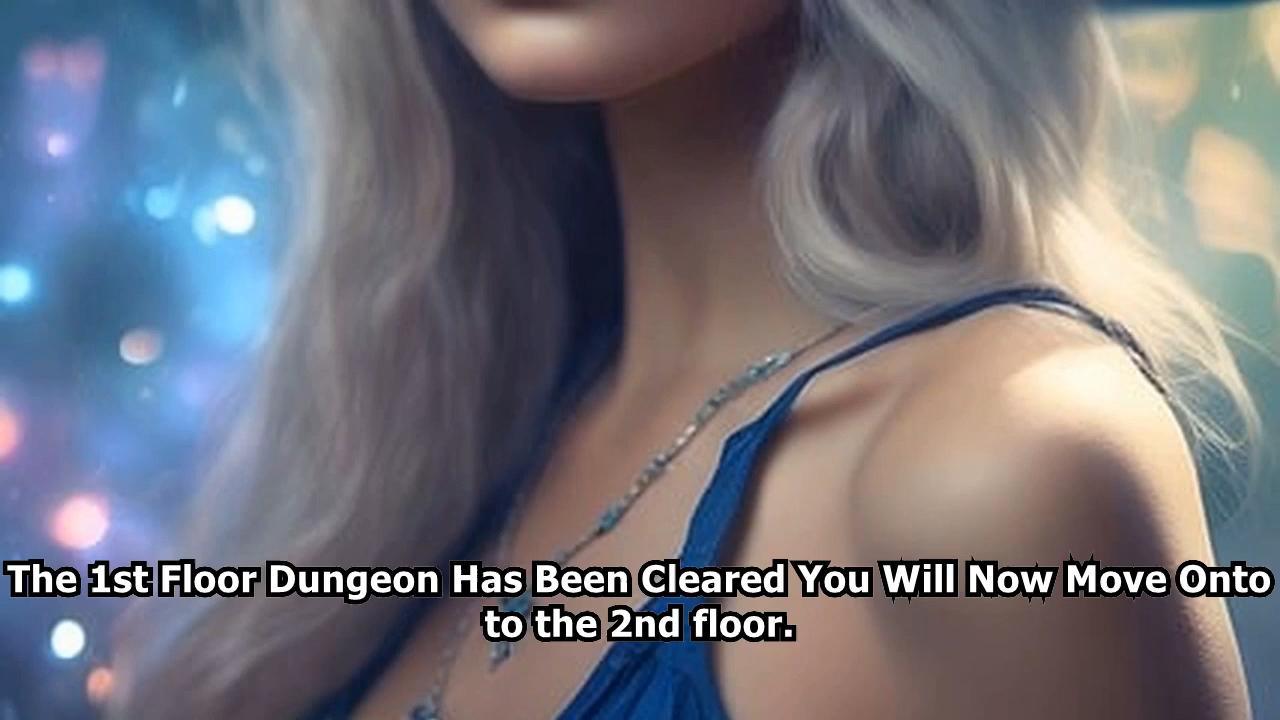 The 1st Floor Dungeon Has Been Cleared You Will Now Move Onto
to the 2nd floor.